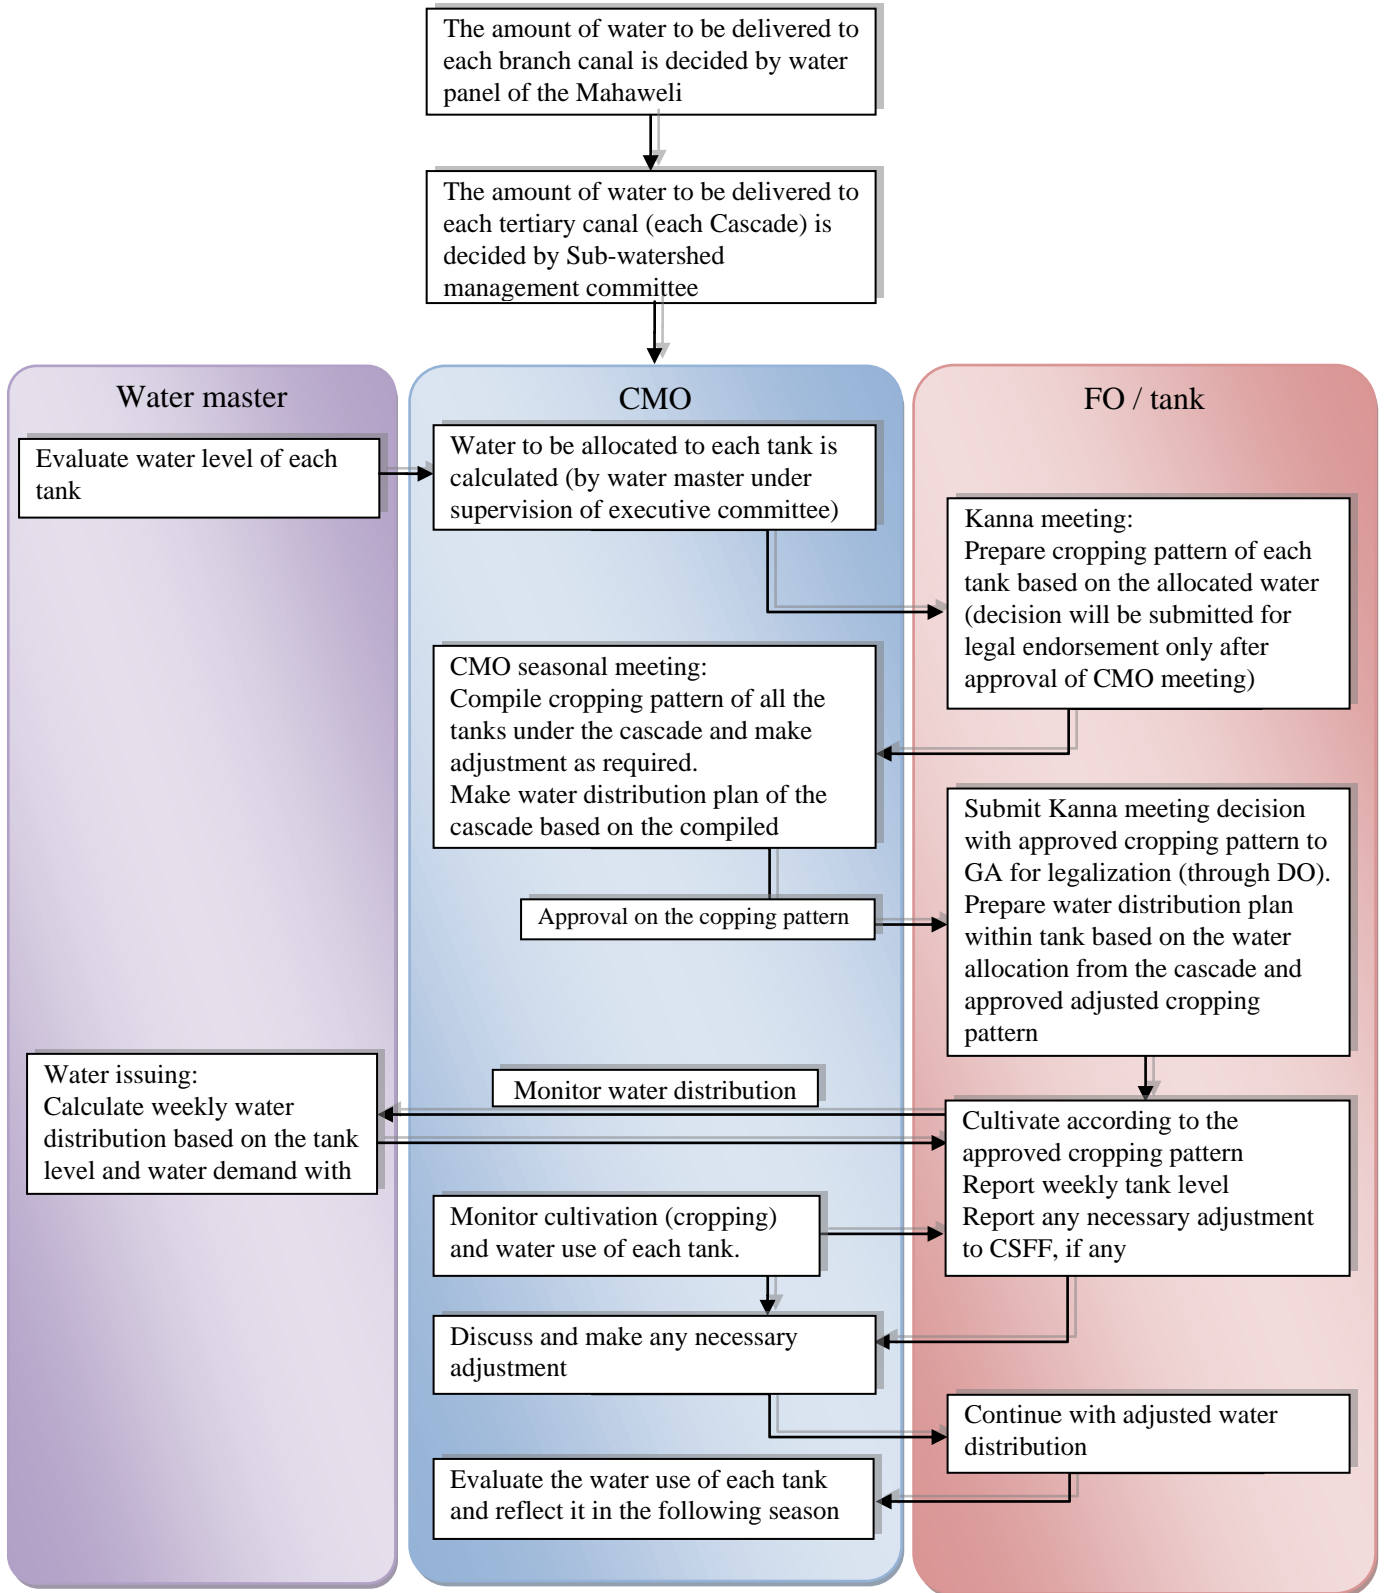 The amount of water to be delivered to
each branch canal is decided by water
panel of the Mahaweli
The amount of water to be delivered to
each tertiary canal (each Cascade) is
decided by Sub-watershed
management committee
Water master
CMO
FO / tank
Evaluate water level of each
tank
Water to be allocated to each tank is
calculated (by water master under
supervision of executive committee)
Kanna meeting:
Prepare cropping pattern of each
tank based on the allocated water
(decision will be submitted for
legal endorsement only after
approval of CMO meeting)
CMO seasonal meeting:
Compile cropping pattern of all the
tanks under the cascade and make
adjustment as required.
Make water distribution plan of the
cascade based on the compiled
Approval on the copping pattern
Submit Kanna meeting decision
with approved cropping pattern to
GA for legalization (through DO).
Prepare water distribution plan
within tank based on the water
allocation from the cascade and
approved adjusted cropping
pattern
Water issuing:
Calculate weekly water
distribution based on the tank
level and water demand with
Monitor water distribution
Cultivate according to the
approved cropping pattern
Report weekly tank level
Report any necessary adjustment
to CSFF, if any
Monitor cultivation (cropping)
and water use of each tank.
Discuss and make any necessary
adjustment
Continue with adjusted water
distribution
Evaluate the water use of each tank
and reflect it in the following season